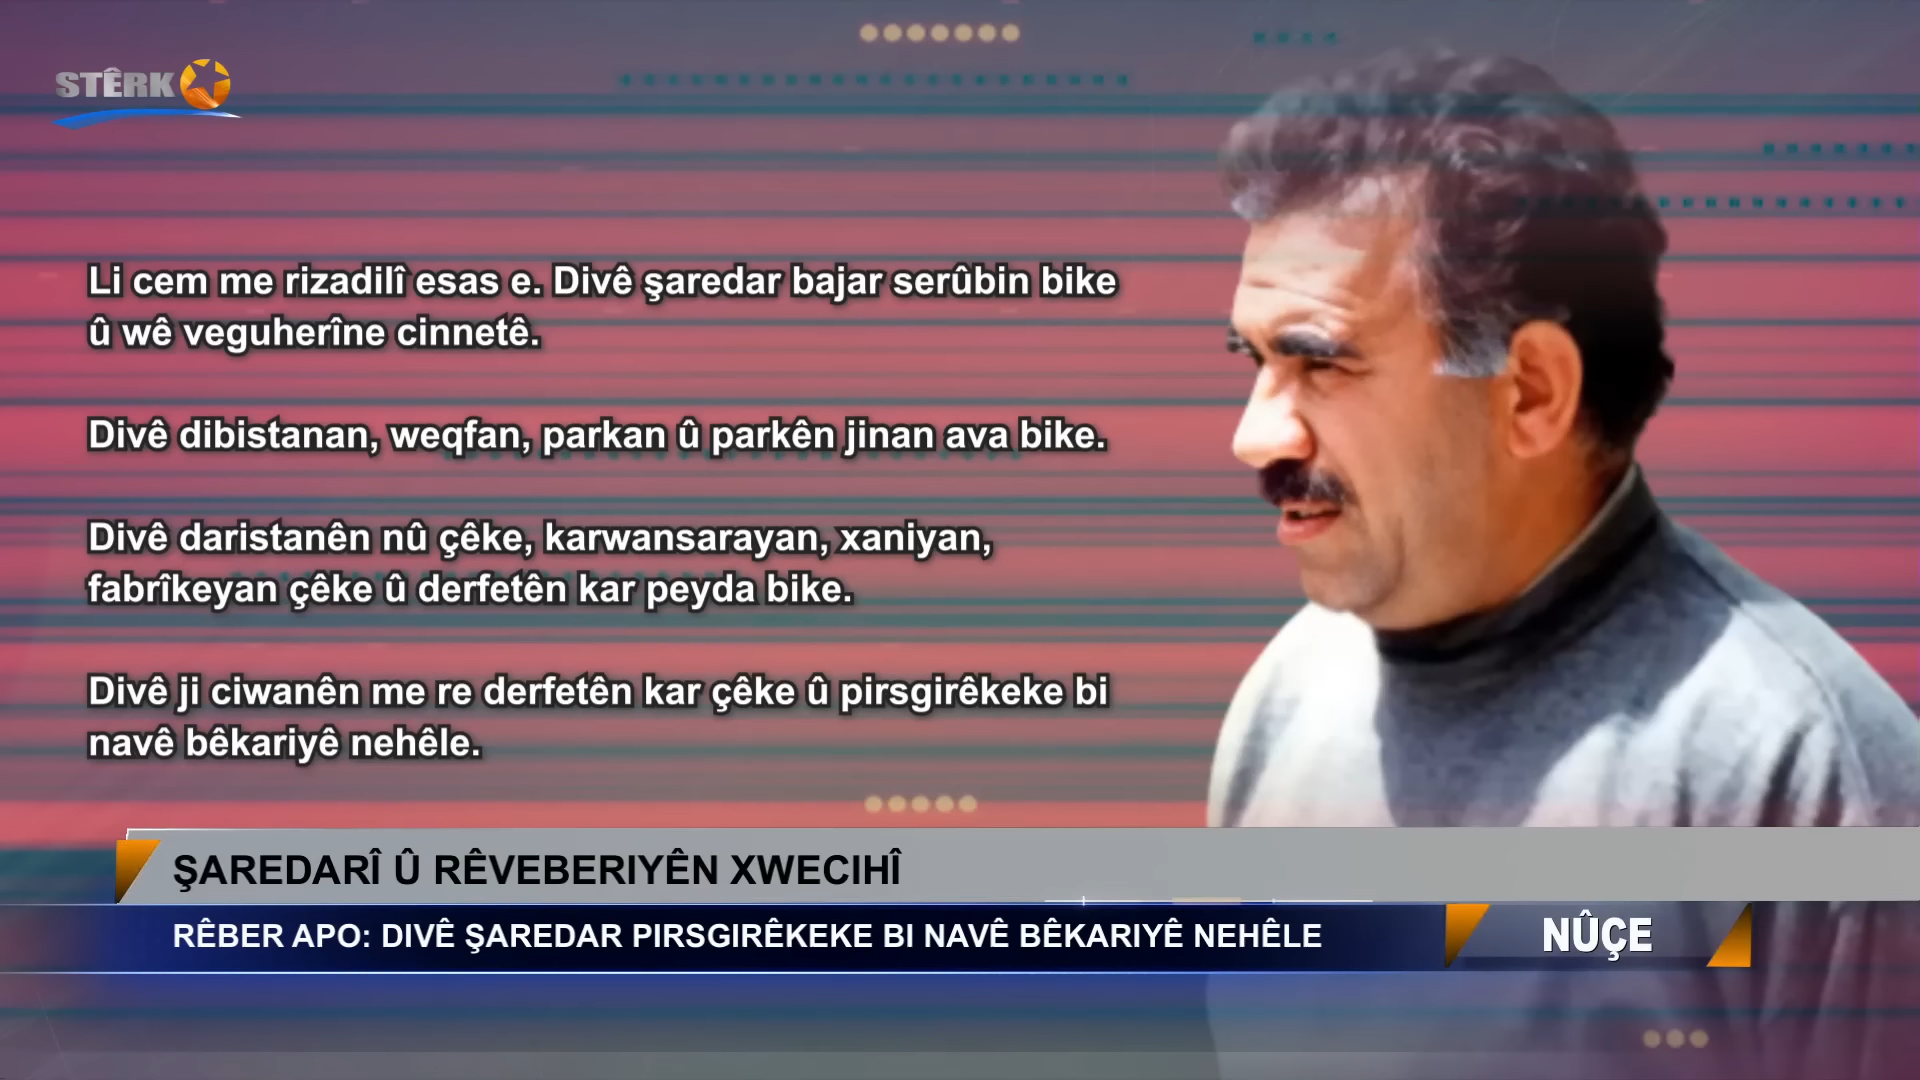 STÊRK
Li cem me rizadilî esas e. Divê şaredar bajar serûbin bike
û wê veguherîne cinnetê.
Divê dibistanan, weqfan, parkan û parkên jinan ava bike.
Divê daristanên nû çêke, karwansarayan, xaniyan,
fabrîkeyan çêke û derfetên kar peyda bike.
Divê ji ciwanên me re derfetên kar çêke û pirsgirêkeke bi
navê bêkariyê nehêle.
ŞAREDARÎ Û RÊVEBERIYÊN XWECIHÎ
RÊBER APO: DIVÊ ŞAREDAR PIRSGIRÊKEKE BI NAVÊ BÊKARIYÊ NEHÊLE
NÛÇE